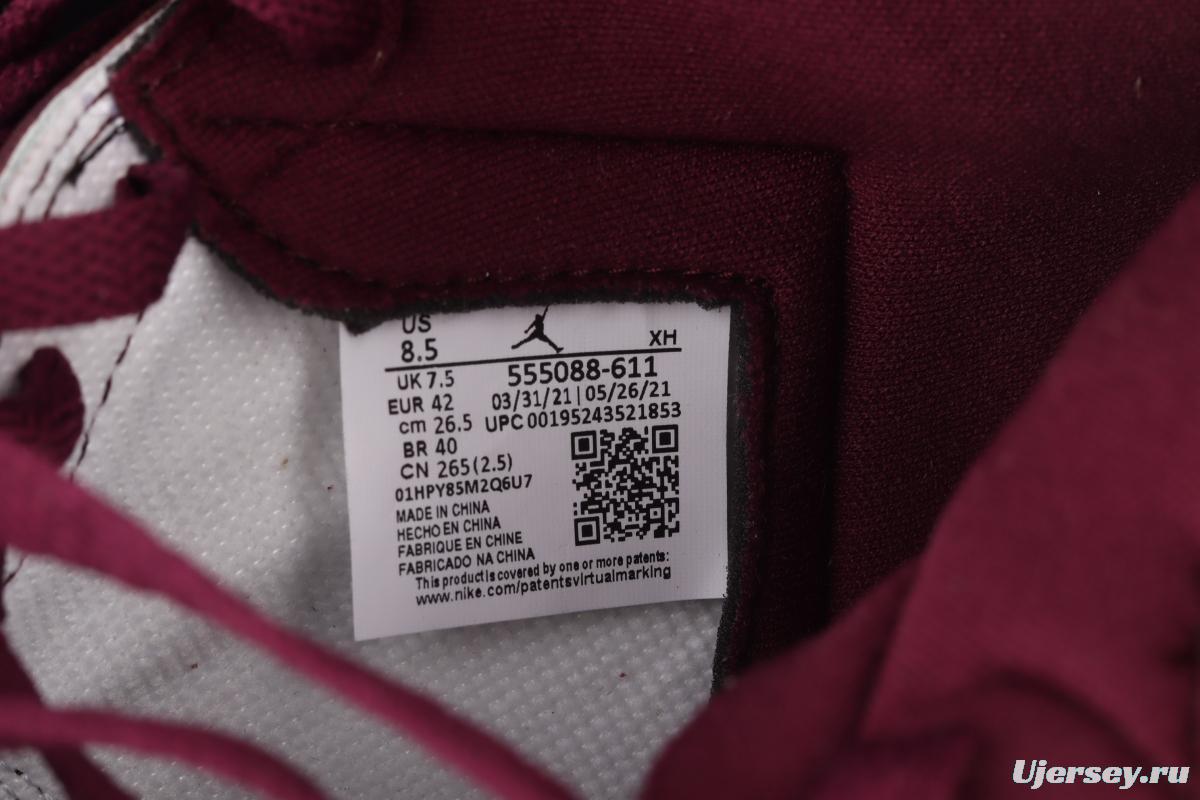 US
8.5
XH
UK 7.5
555088-611
EUR 42
03/31/21 | 05/26/21
cm 26.5
UPC 00195243521853
BR 40
CN 265 (2.5)
01HPY85M2Q6U7
MADE IN CHINA
HECHO EN CHINA
FABRIQUE EN CHINE
FABRICADO NA CHINA
This product is covered by one or more patents:
www.nike.com/patentsvirtualmarking
Ujersey.ru